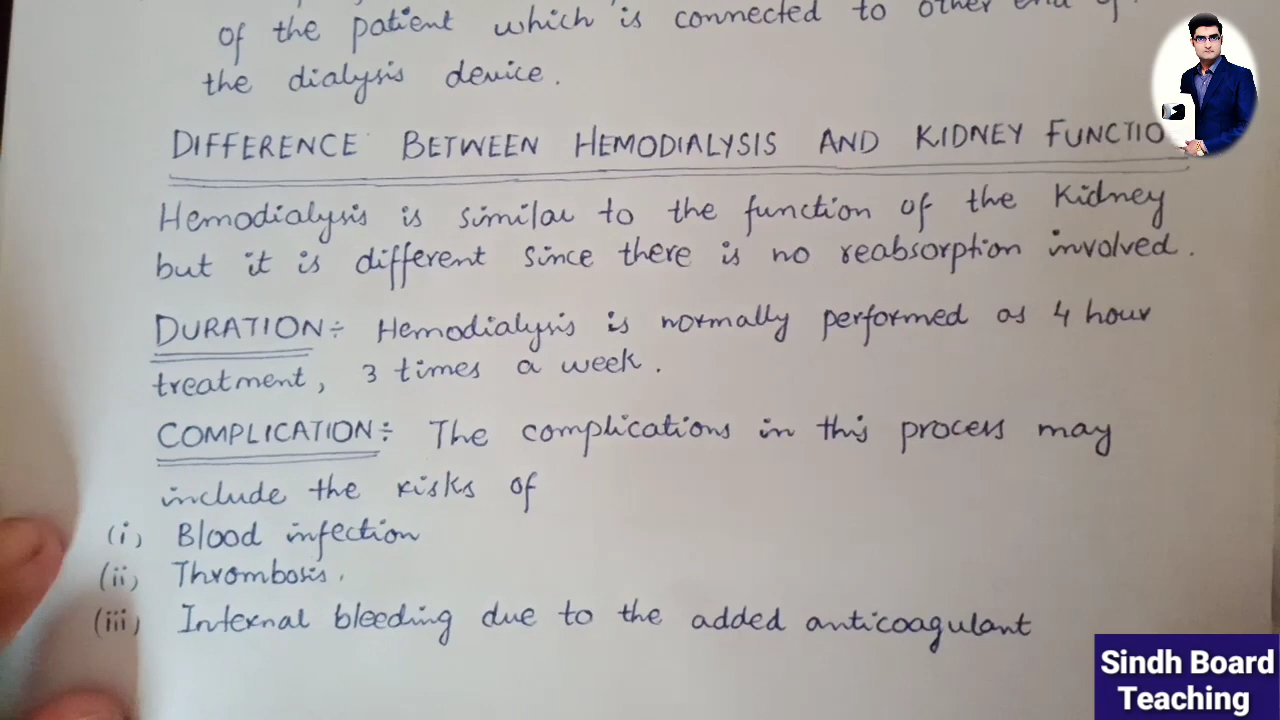 of the patient which is connected to other end of
the dialysis device.
DIFFERENCE BETWEEN HEMODIALYSIS AND KIDNEY FUNCTIO
Hemodialysis is similar to the function of the Kidney
but it is different since there is no reabsorption involved.
DURATION:- Hemodialysis is normally performed as 4 hour
treatment, 3 times a week.
COMPLICATION:- The complications in this process may
include the risks of
(i) Blood infection
(ii) Thrombosis.
(iii) Internal bleeding due to the added anticoagulant
Sindh Board
Teaching